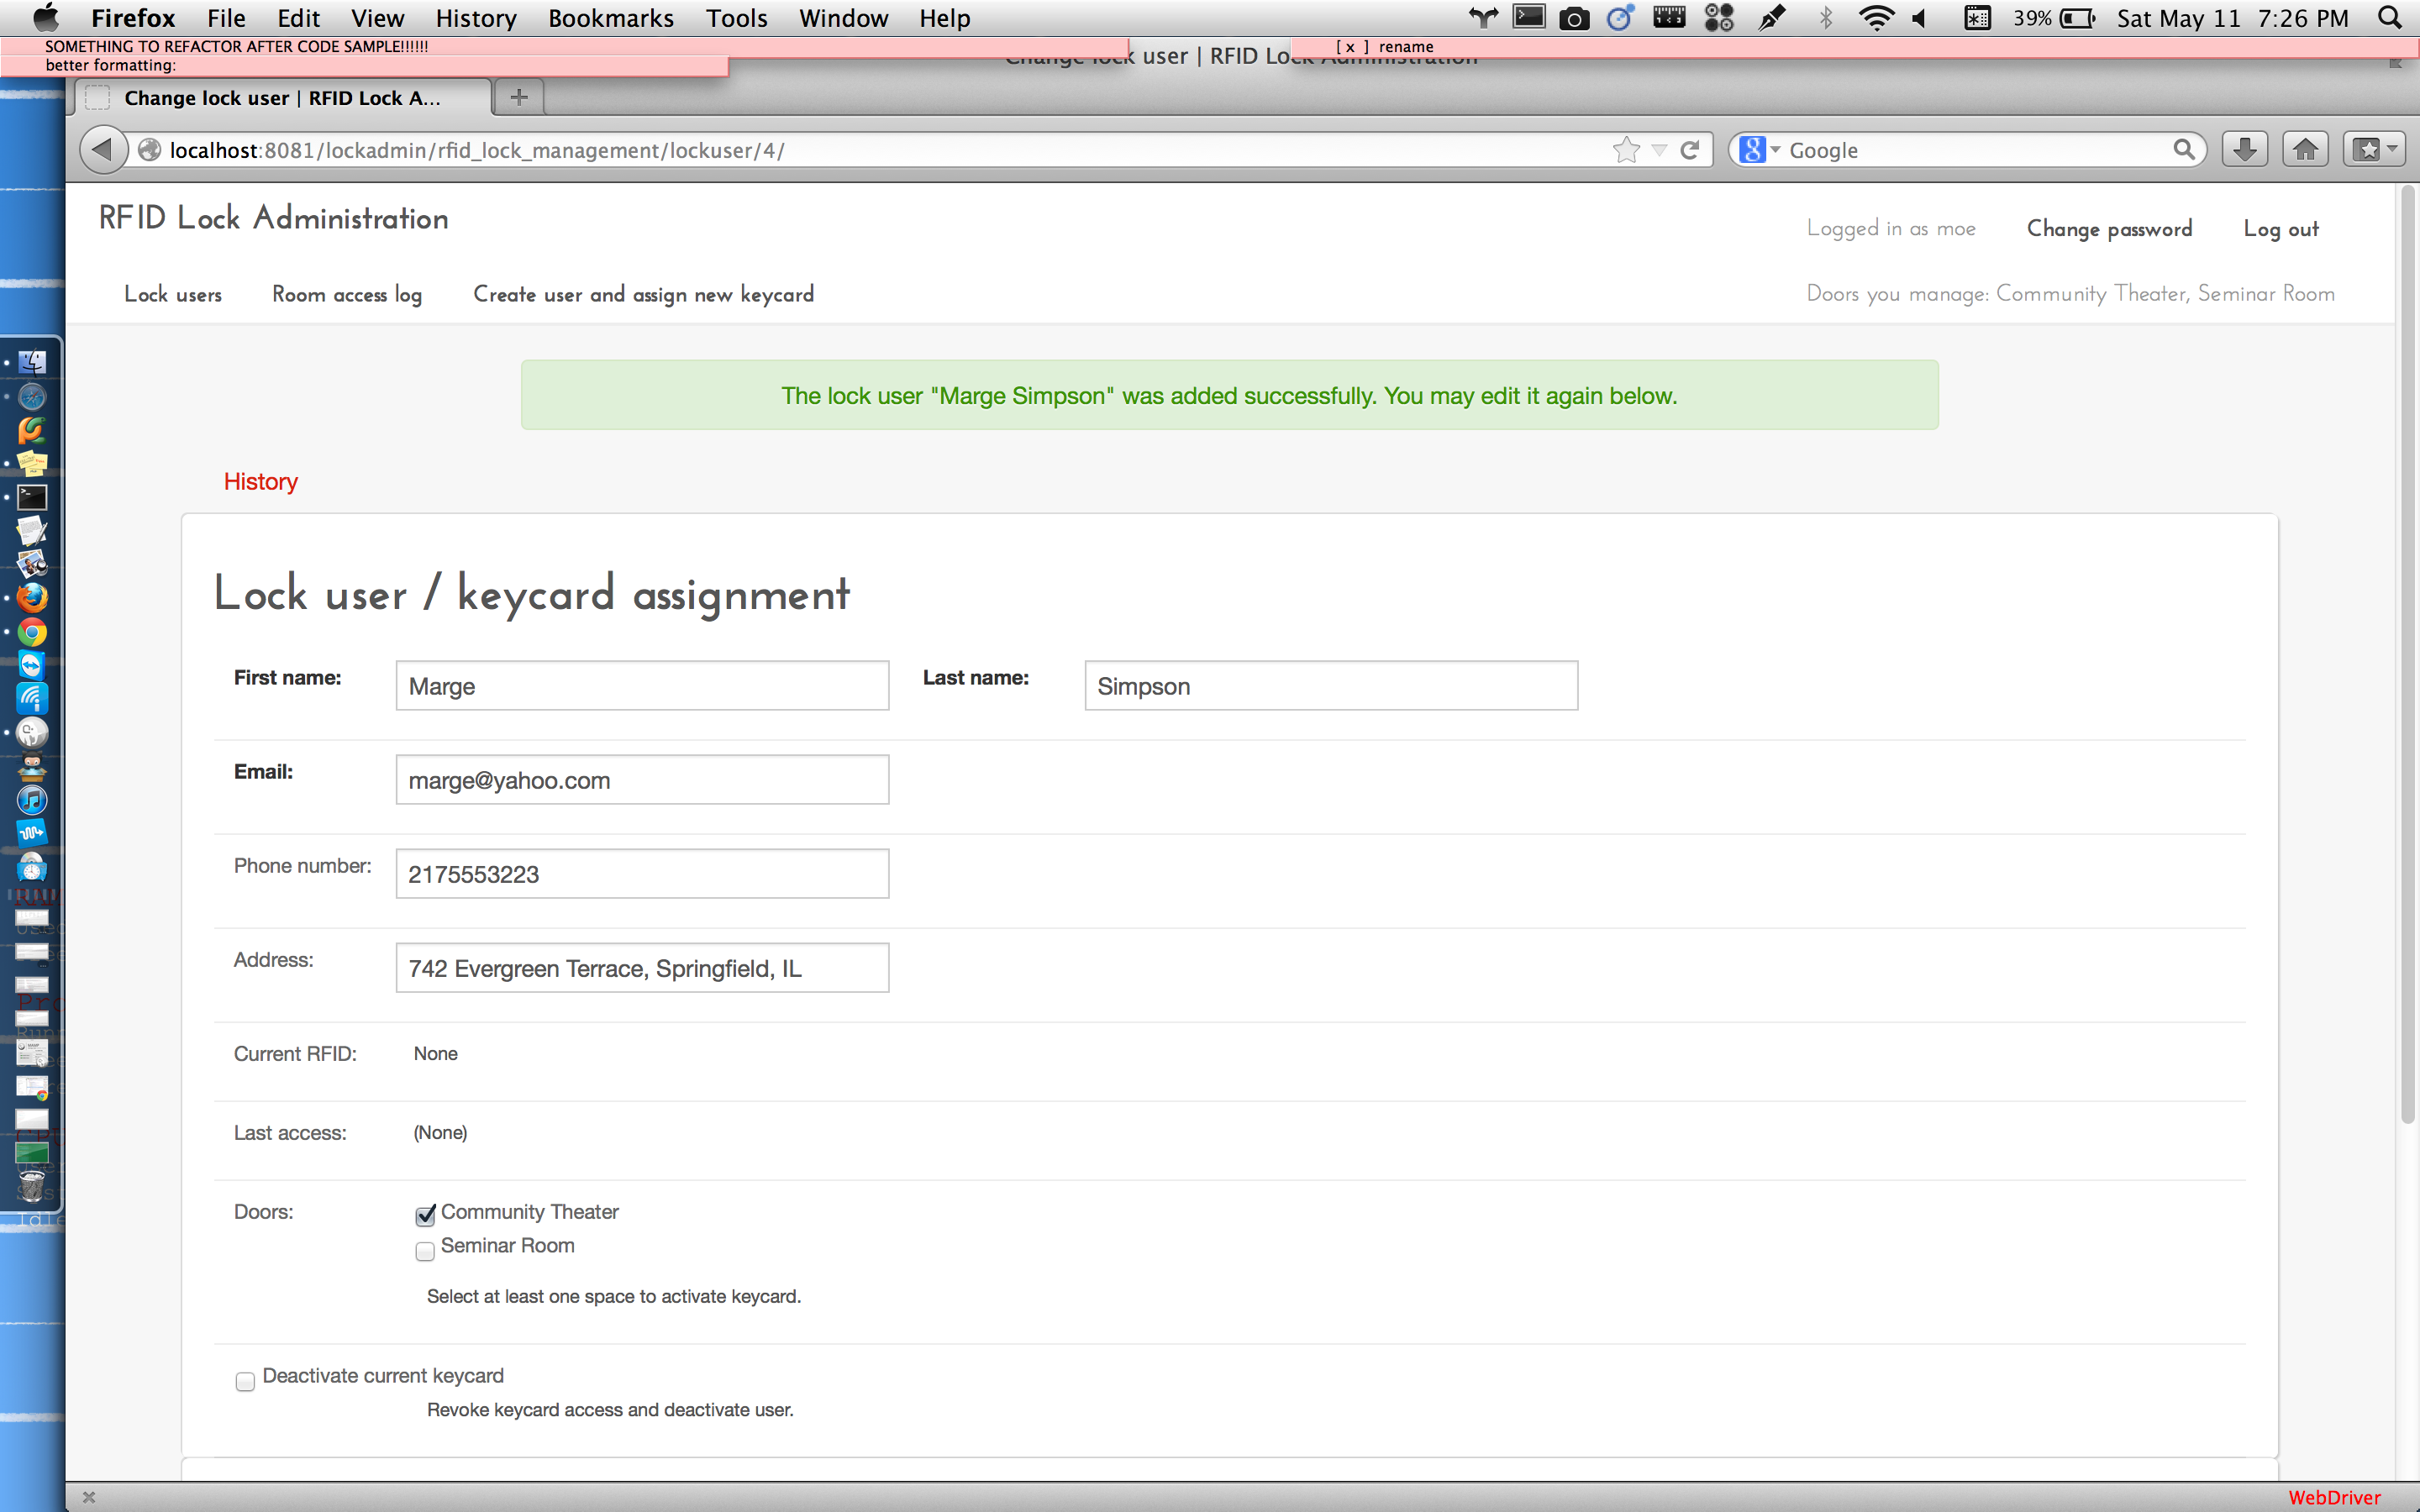 Firefox File Edit View History Bookmarks Tools Window Help 39% Sat May 11 7:26 PM
SOMETHING TO REFACTOR AFTER CODE SAMPLE!!!!!! [ x ] rename
better formatting:
Change lock user | RFID Lock Administration
Change lock user | RFID Lock A...
localhost:8081/lockadmin/rfid_lock_management/lockuser/4/ Google
RFID Lock Administration
Logged in as moe Change password Log out
Lock users Room access log Create user and assign new keycard
Doors you manage: Community Theater, Seminar Room
The lock user "Marge Simpson" was added successfully. You may edit it again below.
History
Lock user / keycard assignment
First name: Marge Last name: Simpson
Email: marge@yahoo.com
Phone number: 2175553223
Address: 742 Evergreen Terrace, Springfield, IL
Current RFID: None
Last access: (None)
Doors: Community Theater
Seminar Room
Select at least one space to activate keycard.
Deactivate current keycard
Revoke keycard access and deactivate user.
WebDriver